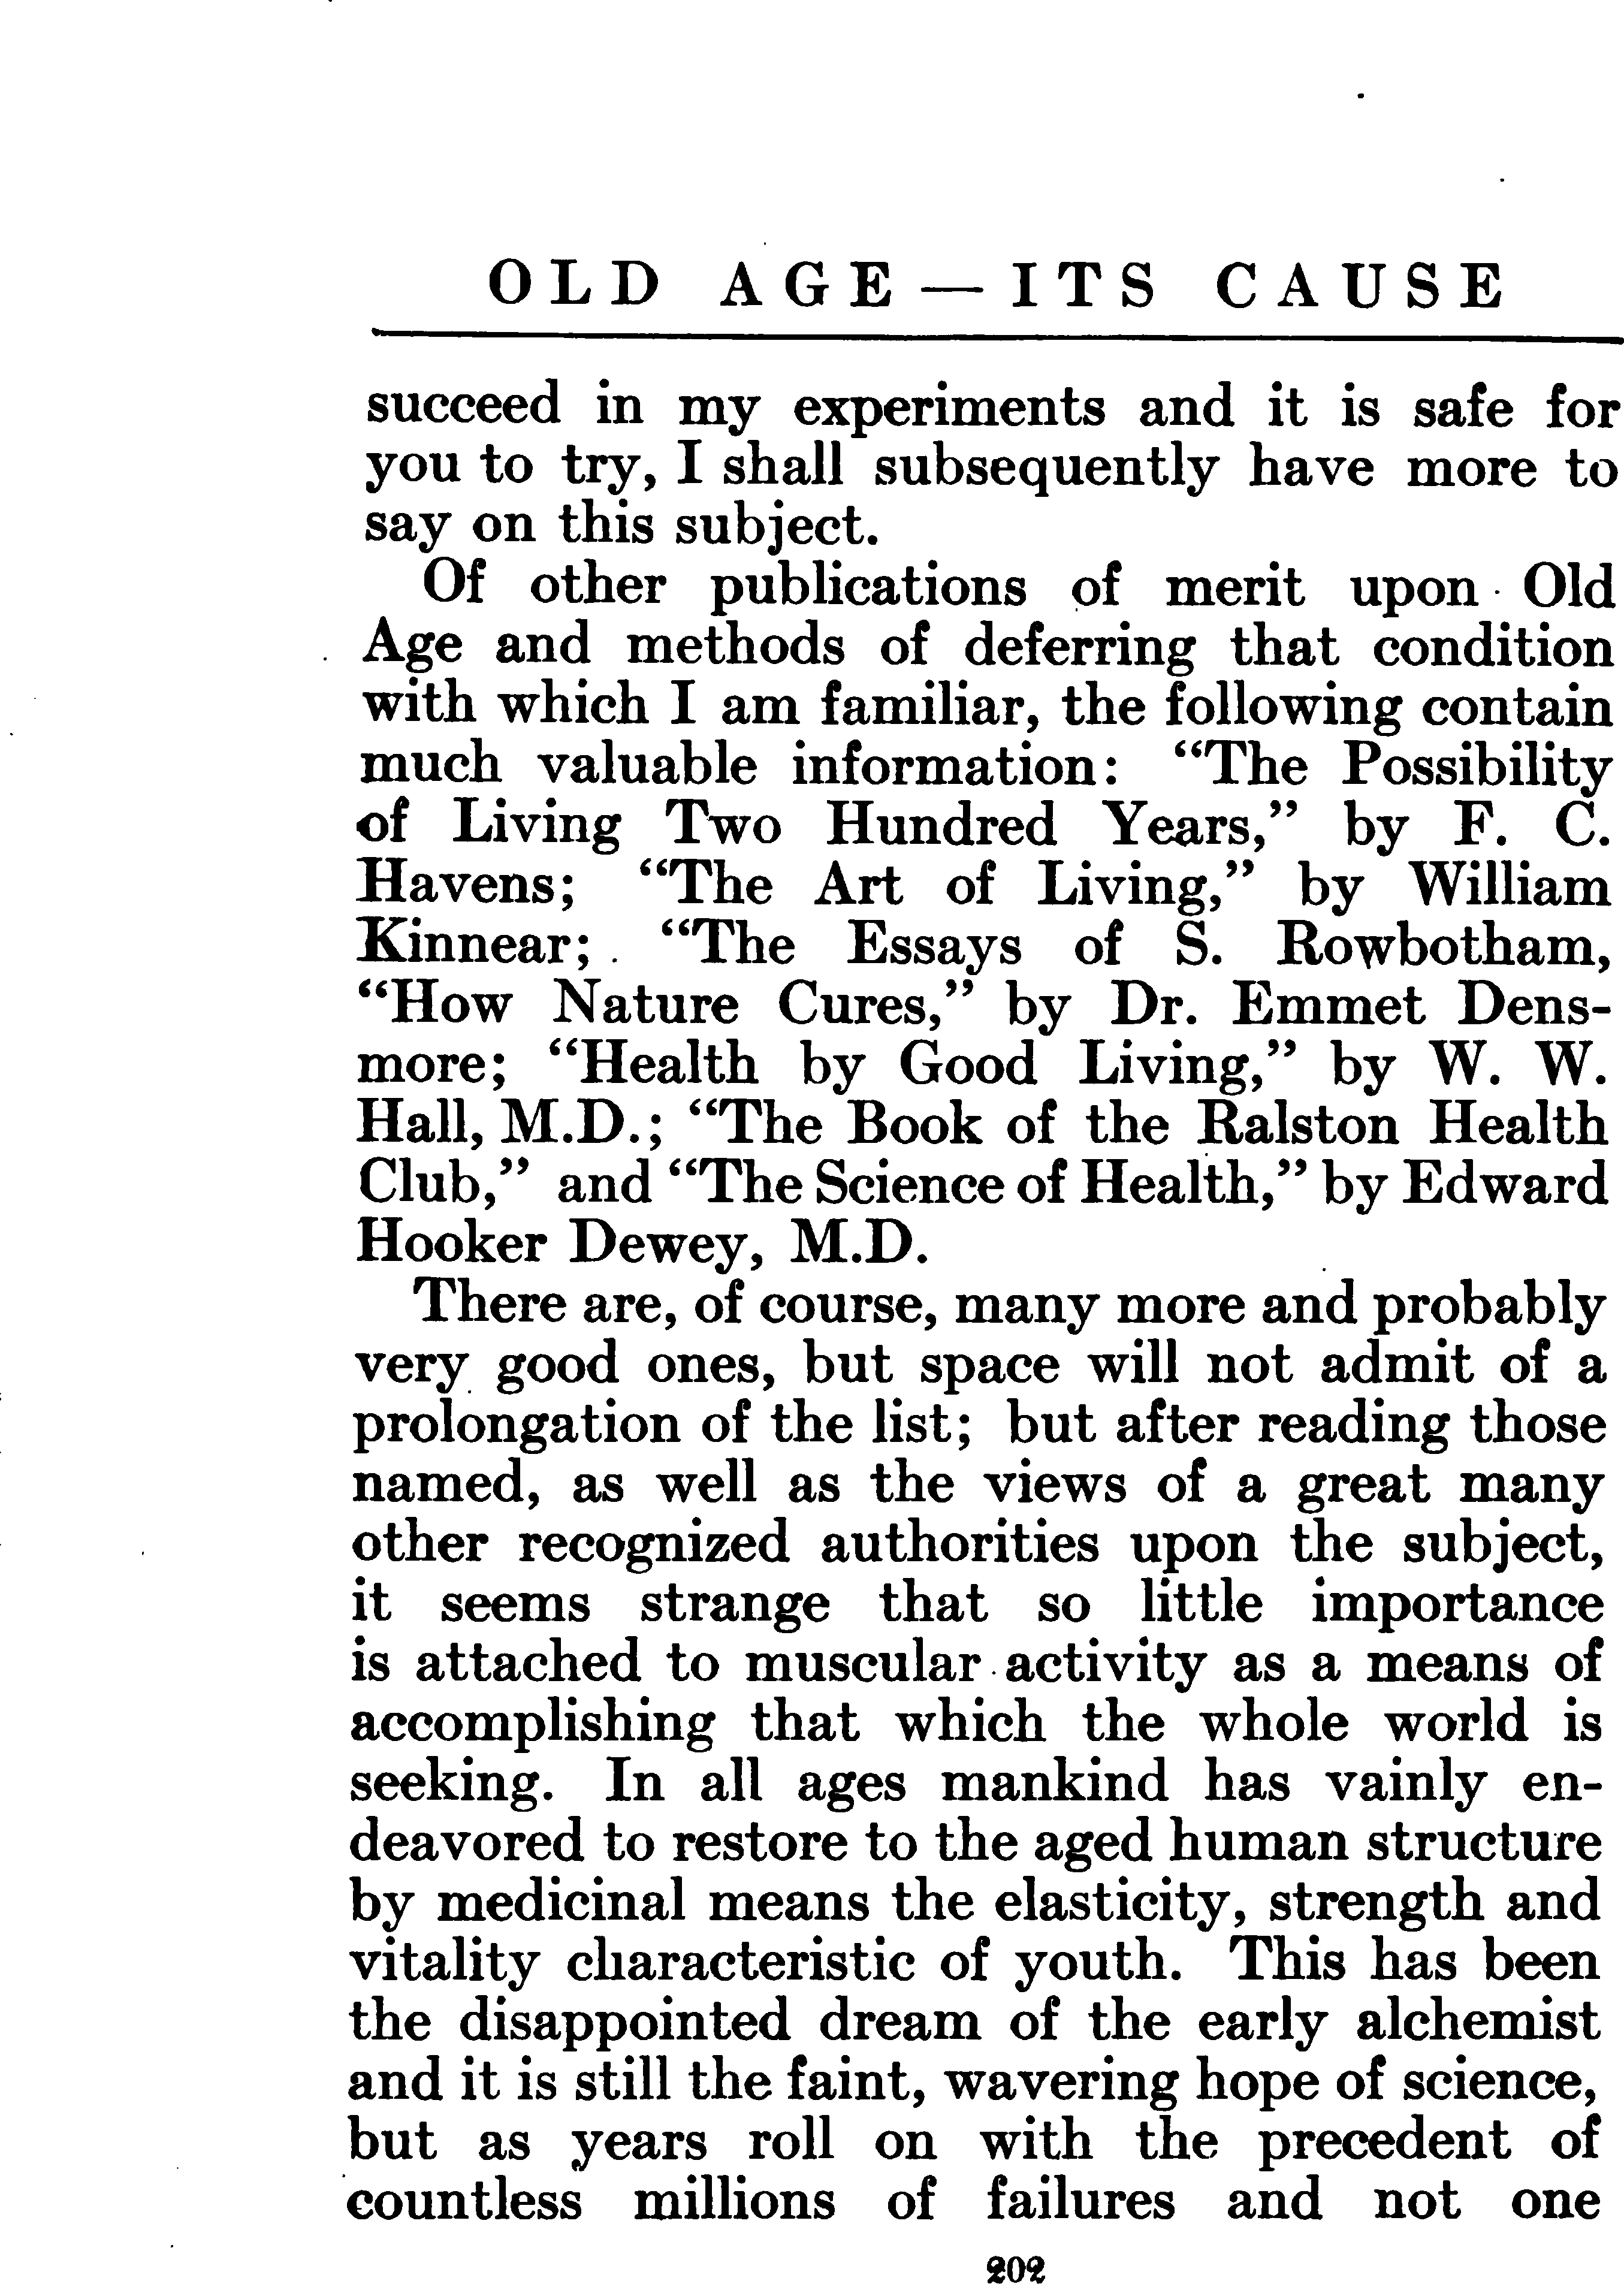 OLD AGE—ITS CAUSE
succeed in my experiments and it is safe for
you to try, I shall subsequently have more to
say on this subject.
Of other publications of merit upon Old
Age and methods of deferring that condition
with which I am familiar, the following contain
much valuable information: “The Possibility
of Living Two Hundred Years,” by F. C.
Havens; “The Art of Living,” by William
Kinnear; “The Essays of S. Rowbotham,
“How Nature Cures,” by Dr. Emmet Dens-
more; “Health by Good Living,” by W. W.
Hall, M.D.; “The Book of the Ralston Health
Club,” and “The Science of Health,” by Edward
Hooker Dewey, M.D.
There are, of course, many more and probably
very good ones, but space will not admit of a
prolongation of the list; but after reading those
named, as well as the views of a great many
other recognized authorities upon the subject,
it seems strange that so little importance
is attached to muscular activity as a means of
accomplishing that which the whole world is
seeking. In all ages mankind has vainly en-
deavored to restore to the aged human structure
by medicinal means the elasticity, strength and
vitality characteristic of youth. This has been
the disappointed dream of the early alchemist
and it is still the faint, wavering hope of science,
but as years roll on with the precedent of
countless millions of failures and not one
202